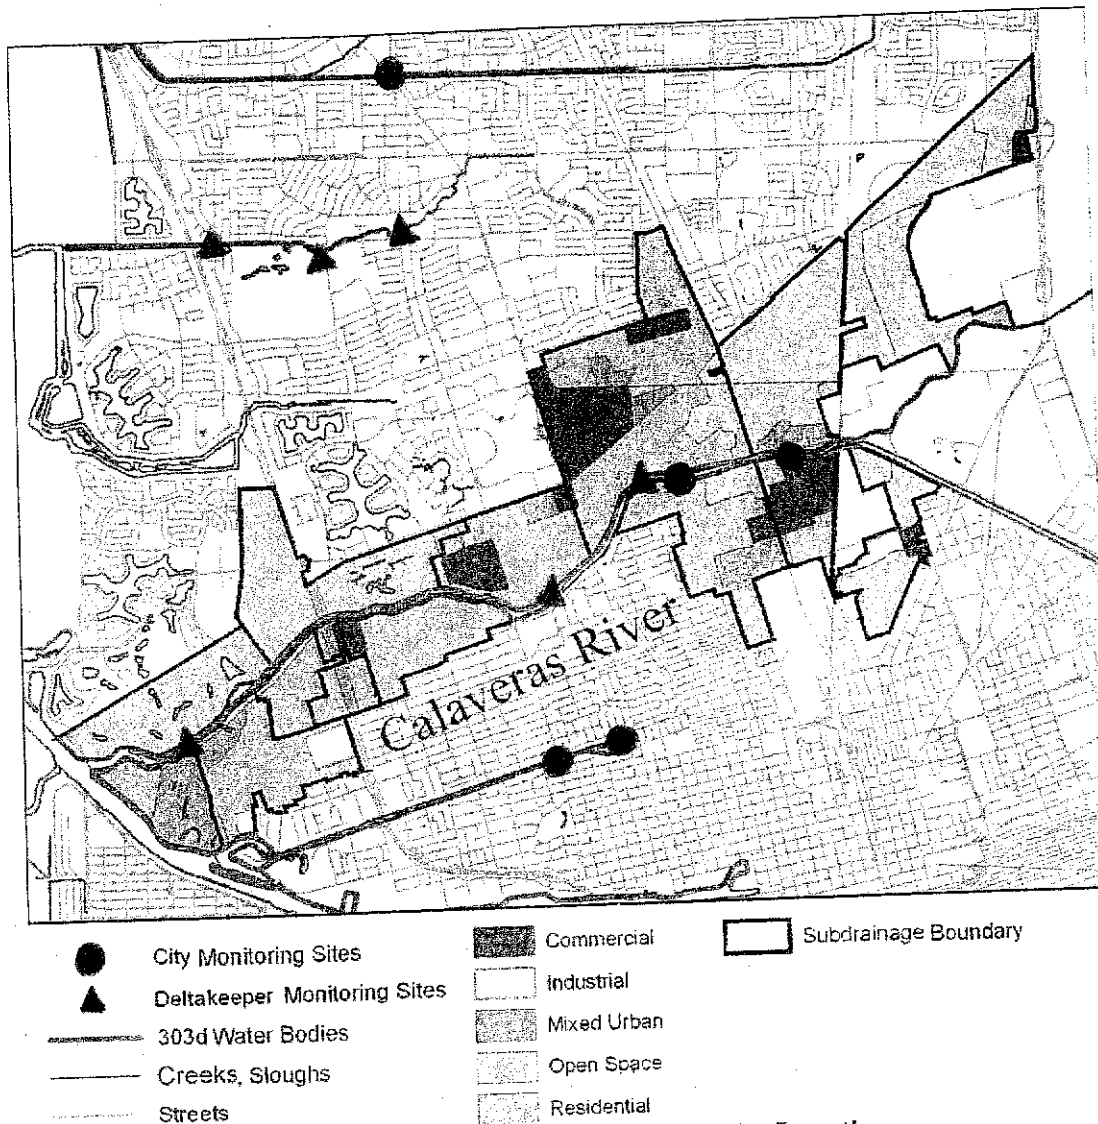 Calaveras River
City Monitoring Sites
Deltakeeper Monitoring Sites
303d Water Bodies
Creeks, Sloughs
Streets
Commercial
Industrial
Mixed Urban
Open Space
Residential
Subdrainage Boundary